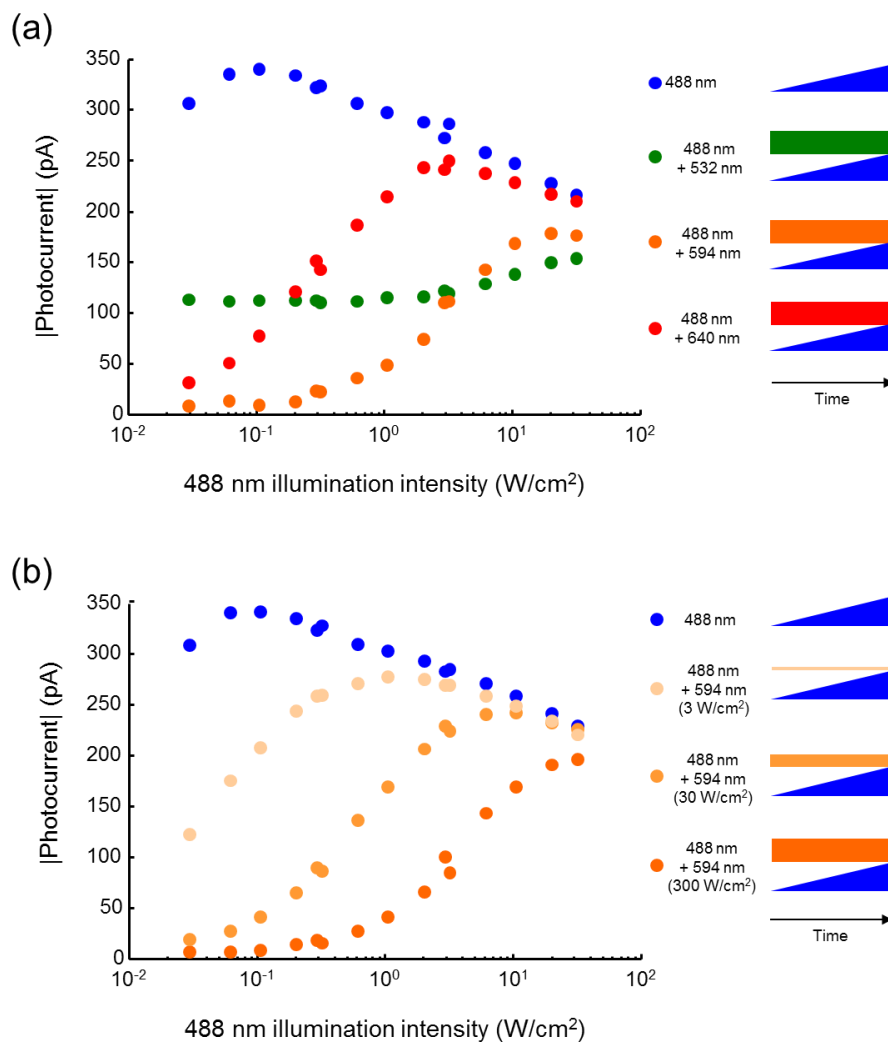 (a)
|Photocurrent| (pA)
350
300
250
200
150
100
50
0
10⁻²
10⁻¹
10⁰
10¹
10²
488 nm illumination intensity (W/cm²)
488 nm
488 nm
+ 532 nm
488 nm
+ 594 nm
488 nm
+ 640 nm
Time
(b)
|Photocurrent| (pA)
350
300
250
200
150
100
50
0
10⁻²
10⁻¹
10⁰
10¹
10²
488 nm illumination intensity (W/cm²)
488 nm
488 nm
+ 594 nm
(3 W/cm²)
488 nm
+ 594 nm
(30 W/cm²)
488 nm
+ 594 nm
(300 W/cm²)
Time